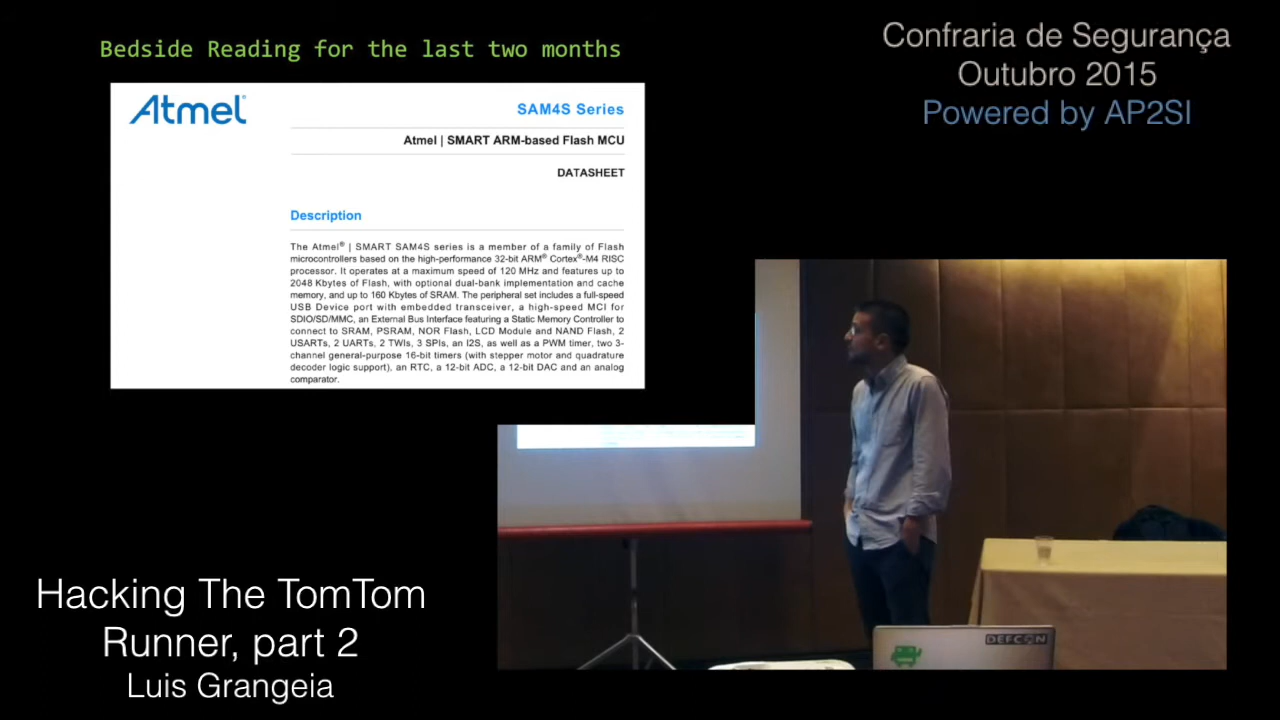 Bedside Reading for the last two months
Atmel
SAM4S Series
Atmel | SMART ARM-based Flash MCU
DATASHEET
Description
The Atmel® | SMART SAM4S series is a member of a family of Flash
microcontrollers based on the high-performance 32-bit ARM® Cortex®-M4 RISC
processor. It operates at a maximum speed of 120 MHz and features up to
2048 Kbytes of Flash, with optional dual-bank implementation and cache
memory, and up to 160 Kbytes of SRAM. The peripheral set includes a full-speed
USB Device port with embedded transceiver, a high-speed MCI for
SDIO/SD/MMC, an External Bus Interface featuring a Static Memory Controller to
connect to SRAM, PSRAM, NOR Flash, LCD Module and NAND Flash, 2
USARTs, 2 UARTs, 2 TWIs, 3 SPIs, an I2S, as well as a PWM timer, two 3-
channel general-purpose 16-bit timers (with stepper motor and quadrature
decoder logic support), an RTC, a 12-bit ADC, a 12-bit DAC and an analog
comparator.
Confraria de Segurança
Outubro 2015
Powered by AP2SI
Hacking The TomTom
Runner, part 2
Luis Grangeia
DEFCON